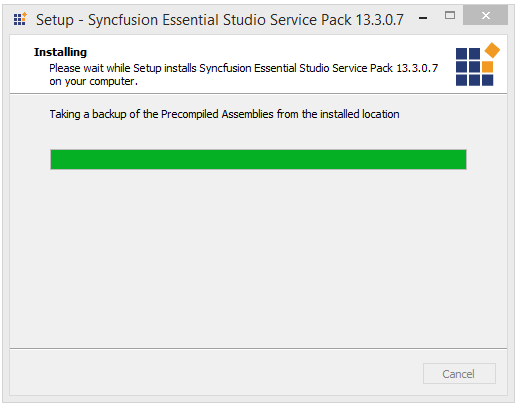 Setup - Syncfusion Essential Studio Service Pack 13.3.0.7
Installing
Please wait while Setup installs Syncfusion Essential Studio Service Pack 13.3.0.7
on your computer.
Taking a backup of the Precompiled Assemblies from the installed location
Cancel